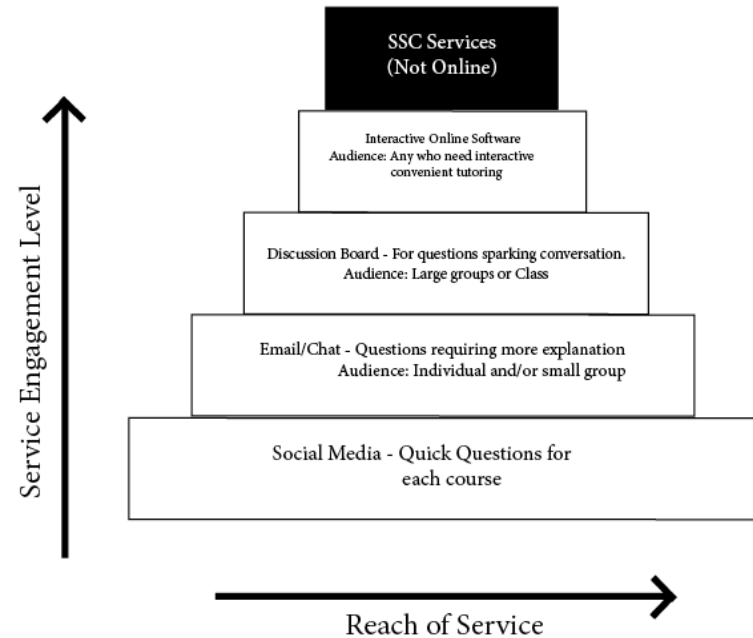 SSC Services
(Not Online)
Interactive Online Software
Audience: Any who need interactive
convenient tutoring
Discussion Board - For questions sparking conversation.
Audience: Large groups or Class
Email/Chat - Questions requiring more explanation
Audience: Individual and/or small group
Social Media - Quick Questions for
each course
Service Engagement Level
Reach of Service